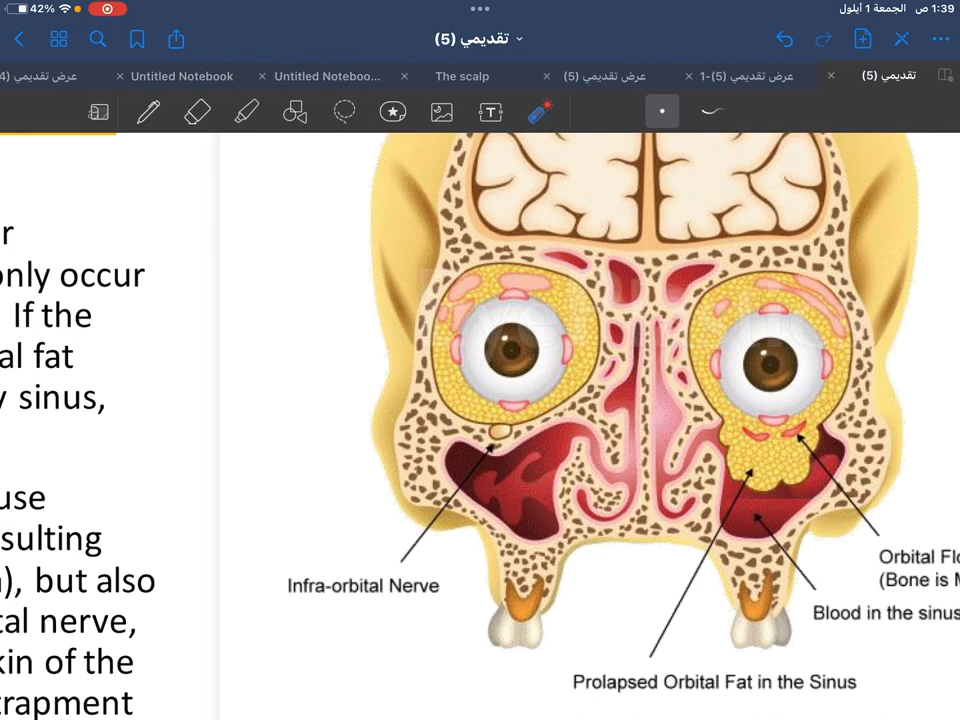 42%
1:39 ص الجمعة 1 أيلول
تقديمي (5)
عرض تقديمي (4
Untitled Notebook
Untitled Noteboo...
The scalp
عرض تقديمي (5)
عرض تقديمي (5)-1
تقديمي (5)
T
r
only occur
If the
al fat
y sinus,
use
sulting
), but also
tal nerve,
kin of the
trapment
Infra-orbital Nerve
Orbital Flo
(Bone is M
Blood in the sinus
Prolapsed Orbital Fat in the Sinus